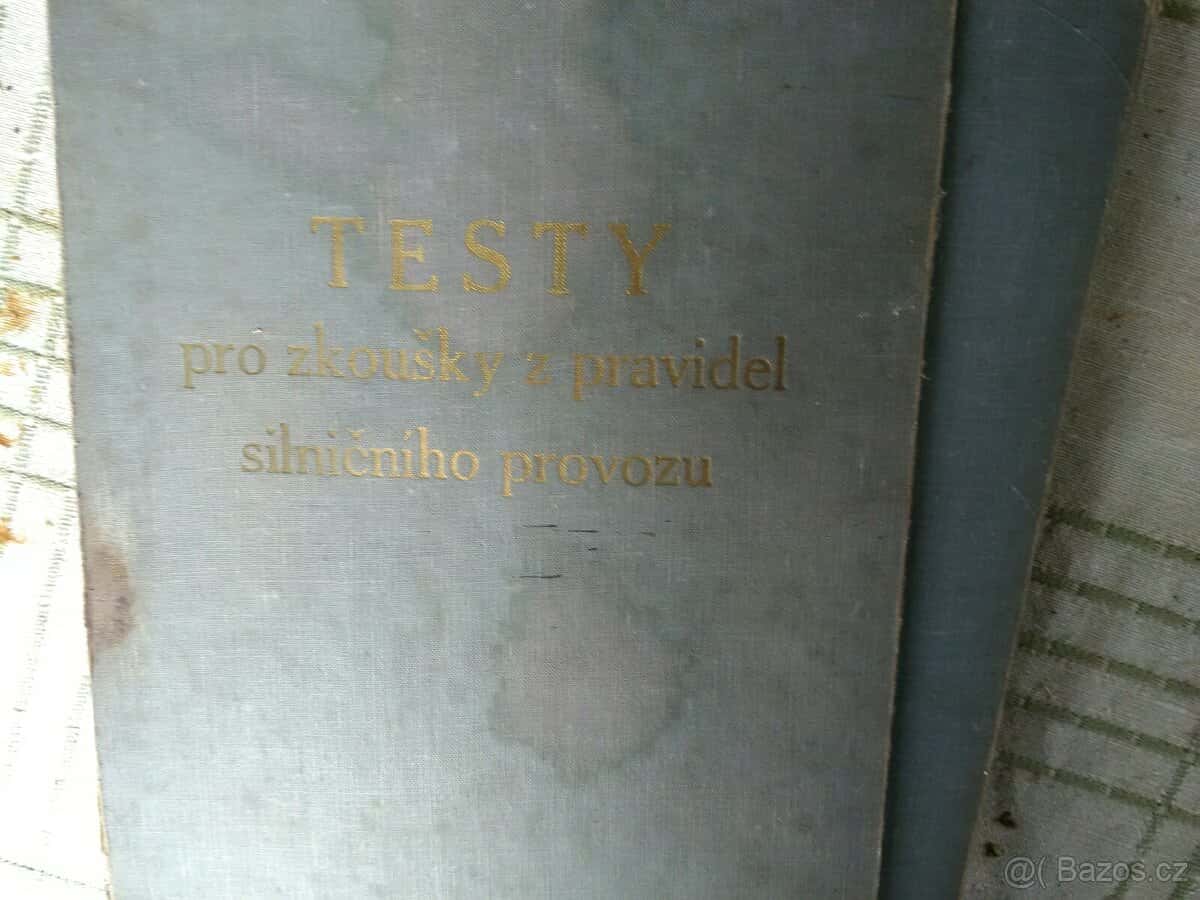 TESTY
pro zkoušky z pravidel
silničního provozu
@( Bazos.cz